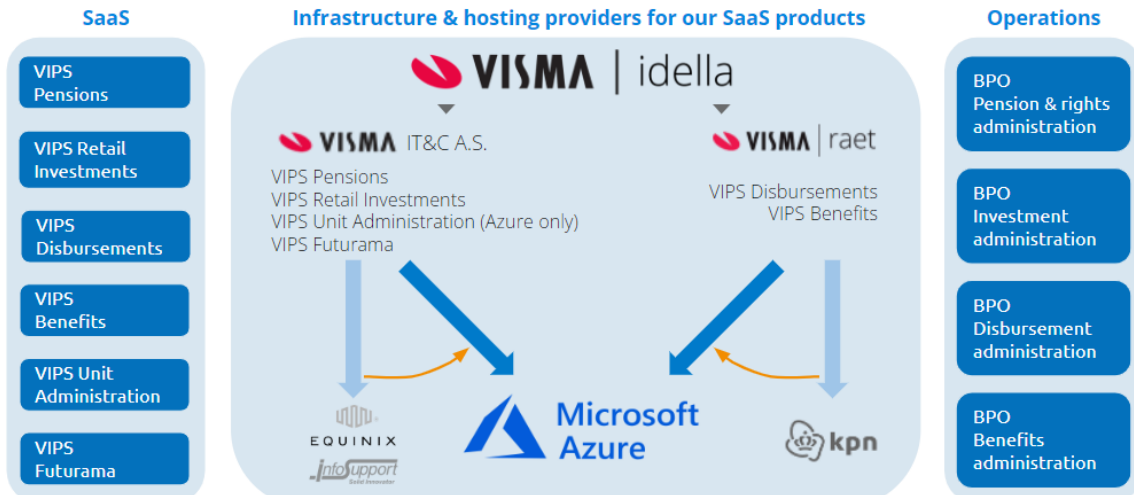 SaaS
VIPS
Pensions
VIPS Retail
Investments
VIPS
Disbursements
VIPS
Benefits
VIPS Unit
Administration
VIPS
Futurama
Infrastructure & hosting providers for our SaaS products
VISMA | idella
VISMA IT&C A.S.
VIPS Pensions
VIPS Retail Investments
VIPS Unit Administration (Azure only)
VIPS Futurama
VISMA | raet
VIPS Disbursements
VIPS Benefits
EQUINIX
infoSupport
Solid Innovator
Microsoft
Azure
kpn
Operations
BPO
Pension & rights
administration
BPO
Investment
administration
BPO
Disbursement
administration
BPO
Benefits
administration